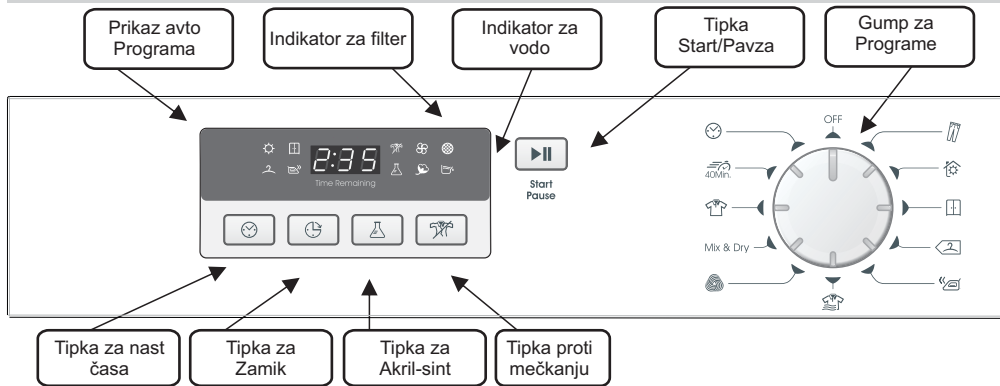 Prikaz avto
Programa
Indikator za filter
Indikator za
vodo
Tipka
Start/Pavza
Gump za
Programe
2:35
Time Remaining
Start
Pause
OFF
40Min.
Mix & Dry
Tipka za nast
časa
Tipka za
Zamik
Tipka za
Akril-sint
Tipka proti
mečkanju